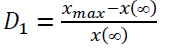 D₁ = (x_max − x(∞)) / x(∞)